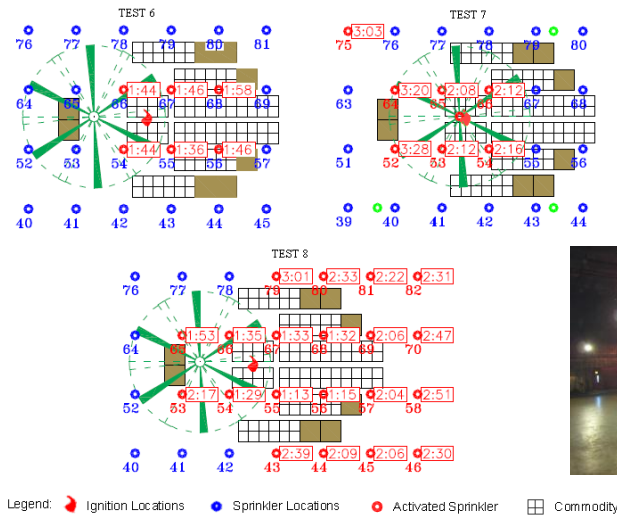 TEST 6
76 77 78 79 80 81
1:44 1:46 1:58
64 65 66 67 68 69
1:44 1:36 1:46
52 53 54 55 56 57
40 41 42 43 44 45
TEST 7
3:03
75 76 77 78 79 80
3:20 2:08 2:12
63 64 65 66 67 68
3:28 2:12 2:16
51 52 53 54 55 56
39 40 41 42 43 44
TEST 8
3:01 2:33 2:22 2:31
76 77 78 79 80 81 82
1:53 1:35 1:33 1:32 2:06 2:47
64 65 66 67 68 69 70
2:17 1:29 1:13 1:15 2:04 2:51
52 53 54 55 56 57 58
2:39 2:09 2:06 2:30
40 41 42 43 44 45 46
Legend: Ignition Locations Sprinkler Locations Activated Sprinkler Commodity